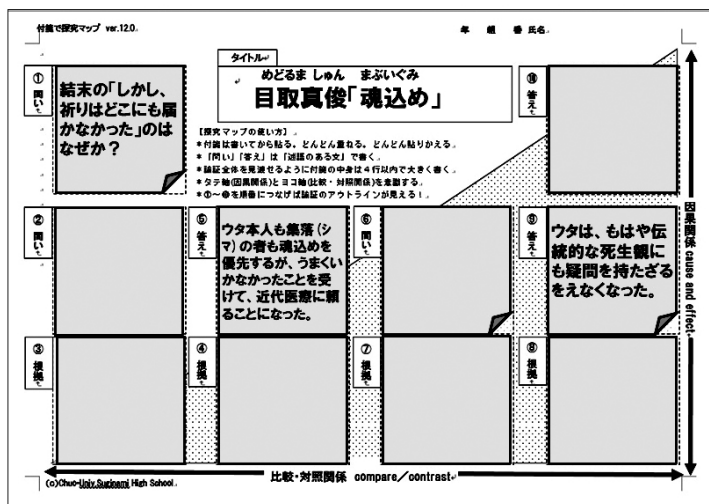 付箋で探究マップ ver.12.0
年 組 番 氏名
タイトル
めどるま しゅん まぶいぐみ
目取真俊「魂込め」
① 問い
結末の「しかし、
祈りはどこにも届
かなかった」のは
なぜか？
【探究マップの使い方】
*付箋は書いてから貼る。どんどん重ねる。どんどん貼りかえる
*「問い」「答え」は「述語のある文」で書く。
*論証全体を見渡せるように付箋の中身は4行以内で大きく書く
*タテ軸(因果関係)とヨコ軸(比較・対照関係)を意識する
*①～⑩を順番につなげば論証のアウトラインが見える！
⑩ 答え
② 問い
⑤ 答え
ウタ本人も集落（シ
マ）の者も魂込めを
優先するが、うまくい
かなかったことを受
けて、近代医療に頼
ることになった。
⑥ 問い
⑨ 答え
ウタは、もはや伝
統的な死生観に
も疑問を持たざる
をえなくなった。
③ 根拠
④ 根拠
⑦ 根拠
⑧ 根拠
因果関係 cause and effect
比較・対照関係 compare／contrast
(c)Chuo-Univ.Suginami High School.